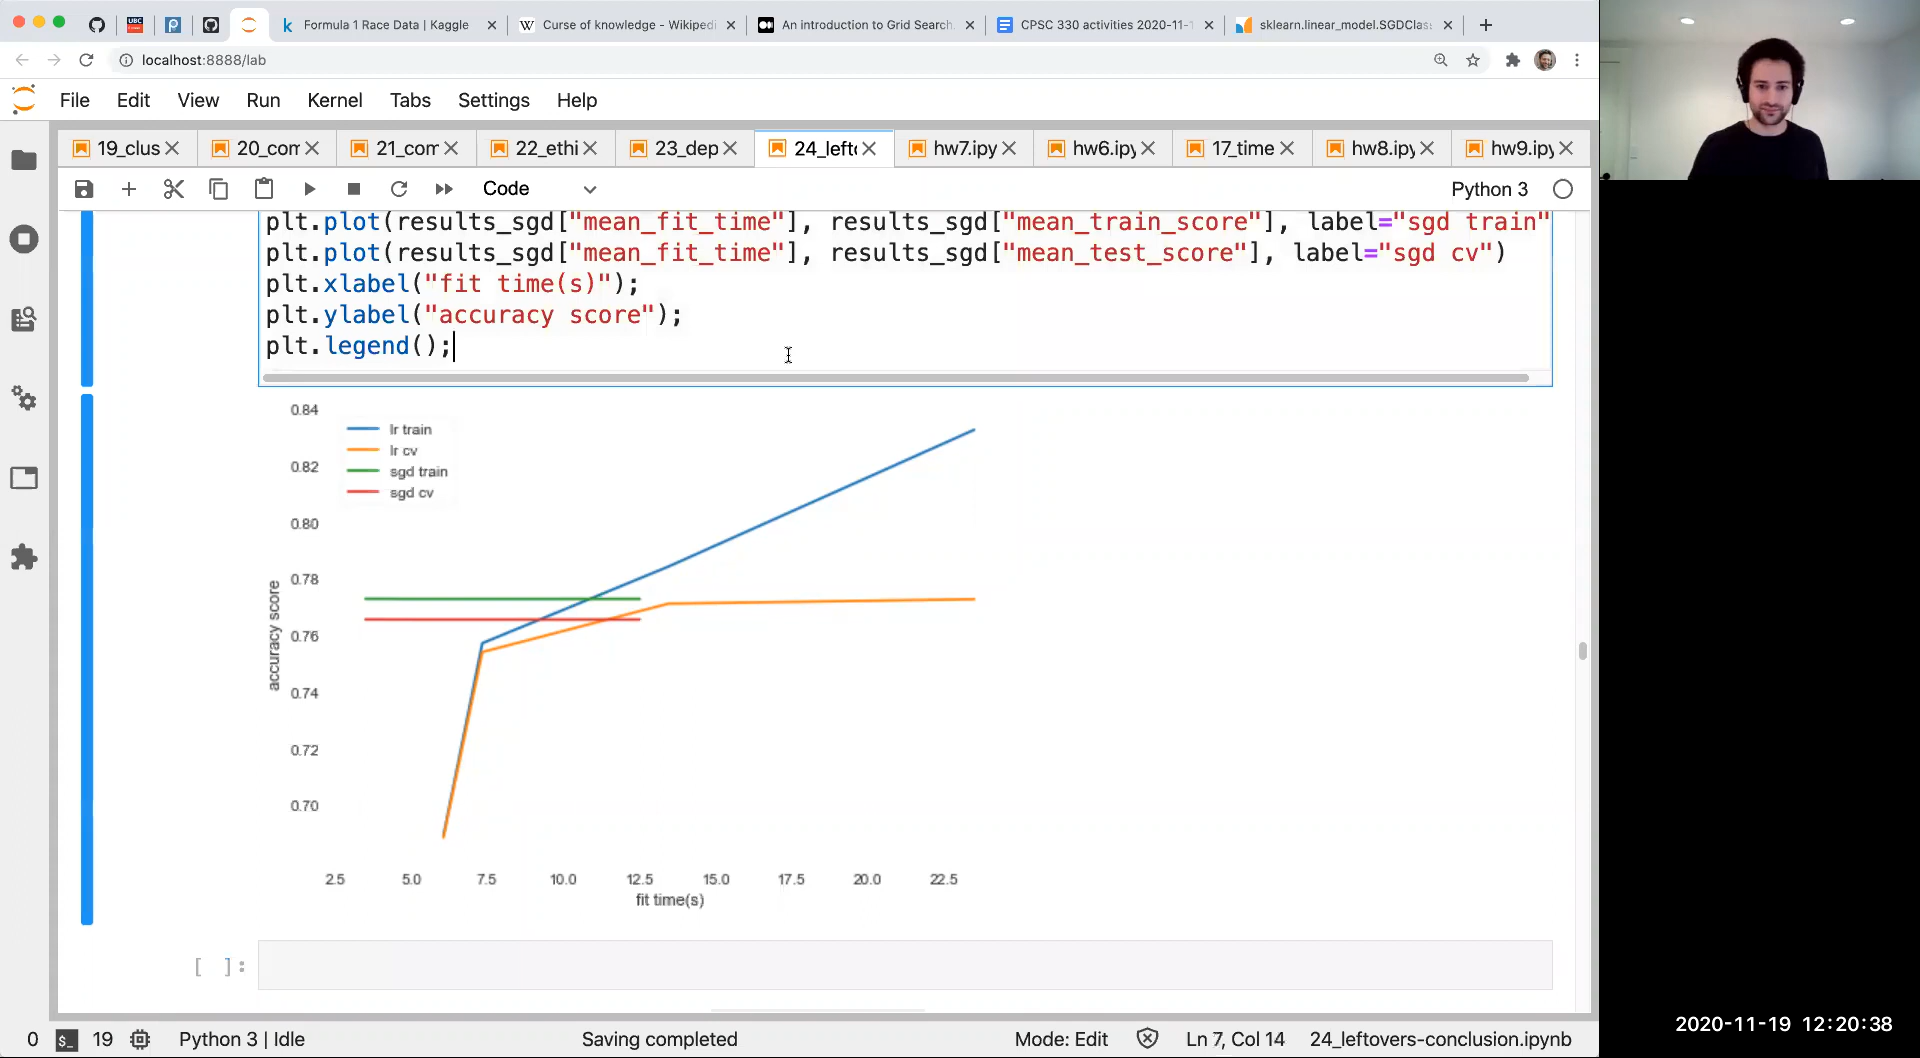 Formula 1 Race Data | Kaggle
Curse of knowledge - Wikipedi
An introduction to Grid Search
CPSC 330 activities 2020-11-1
sklearn.linear_model.SGDClas
localhost:8888/lab
File Edit View Run Kernel Tabs Settings Help
19_clus 20_com 21_com 22_ethi 23_dep 24_lefto hw7.ipy hw6.ipy 17_time hw8.ipy hw9.ipy
Code Python 3
plt.plot(results_sgd["mean_fit_time"], results_sgd["mean_train_score"], label="sgd train"
plt.plot(results_sgd["mean_fit_time"], results_sgd["mean_test_score"], label="sgd cv")
plt.xlabel("fit time(s)");
plt.ylabel("accuracy score");
plt.legend();
0.84
lr train
lr cv
0.82
sgd train
sgd cv
0.80
0.78
0.76
0.74
0.72
0.70
accuracy score
2.5 5.0 7.5 10.0 12.5 15.0 17.5 20.0 22.5
fit time(s)
[ ]:
0 $_ 19 Python 3 | Idle Saving completed Mode: Edit Ln 7, Col 14 24_leftovers-conclusion.ipynb
2020-11-19 12:20:38